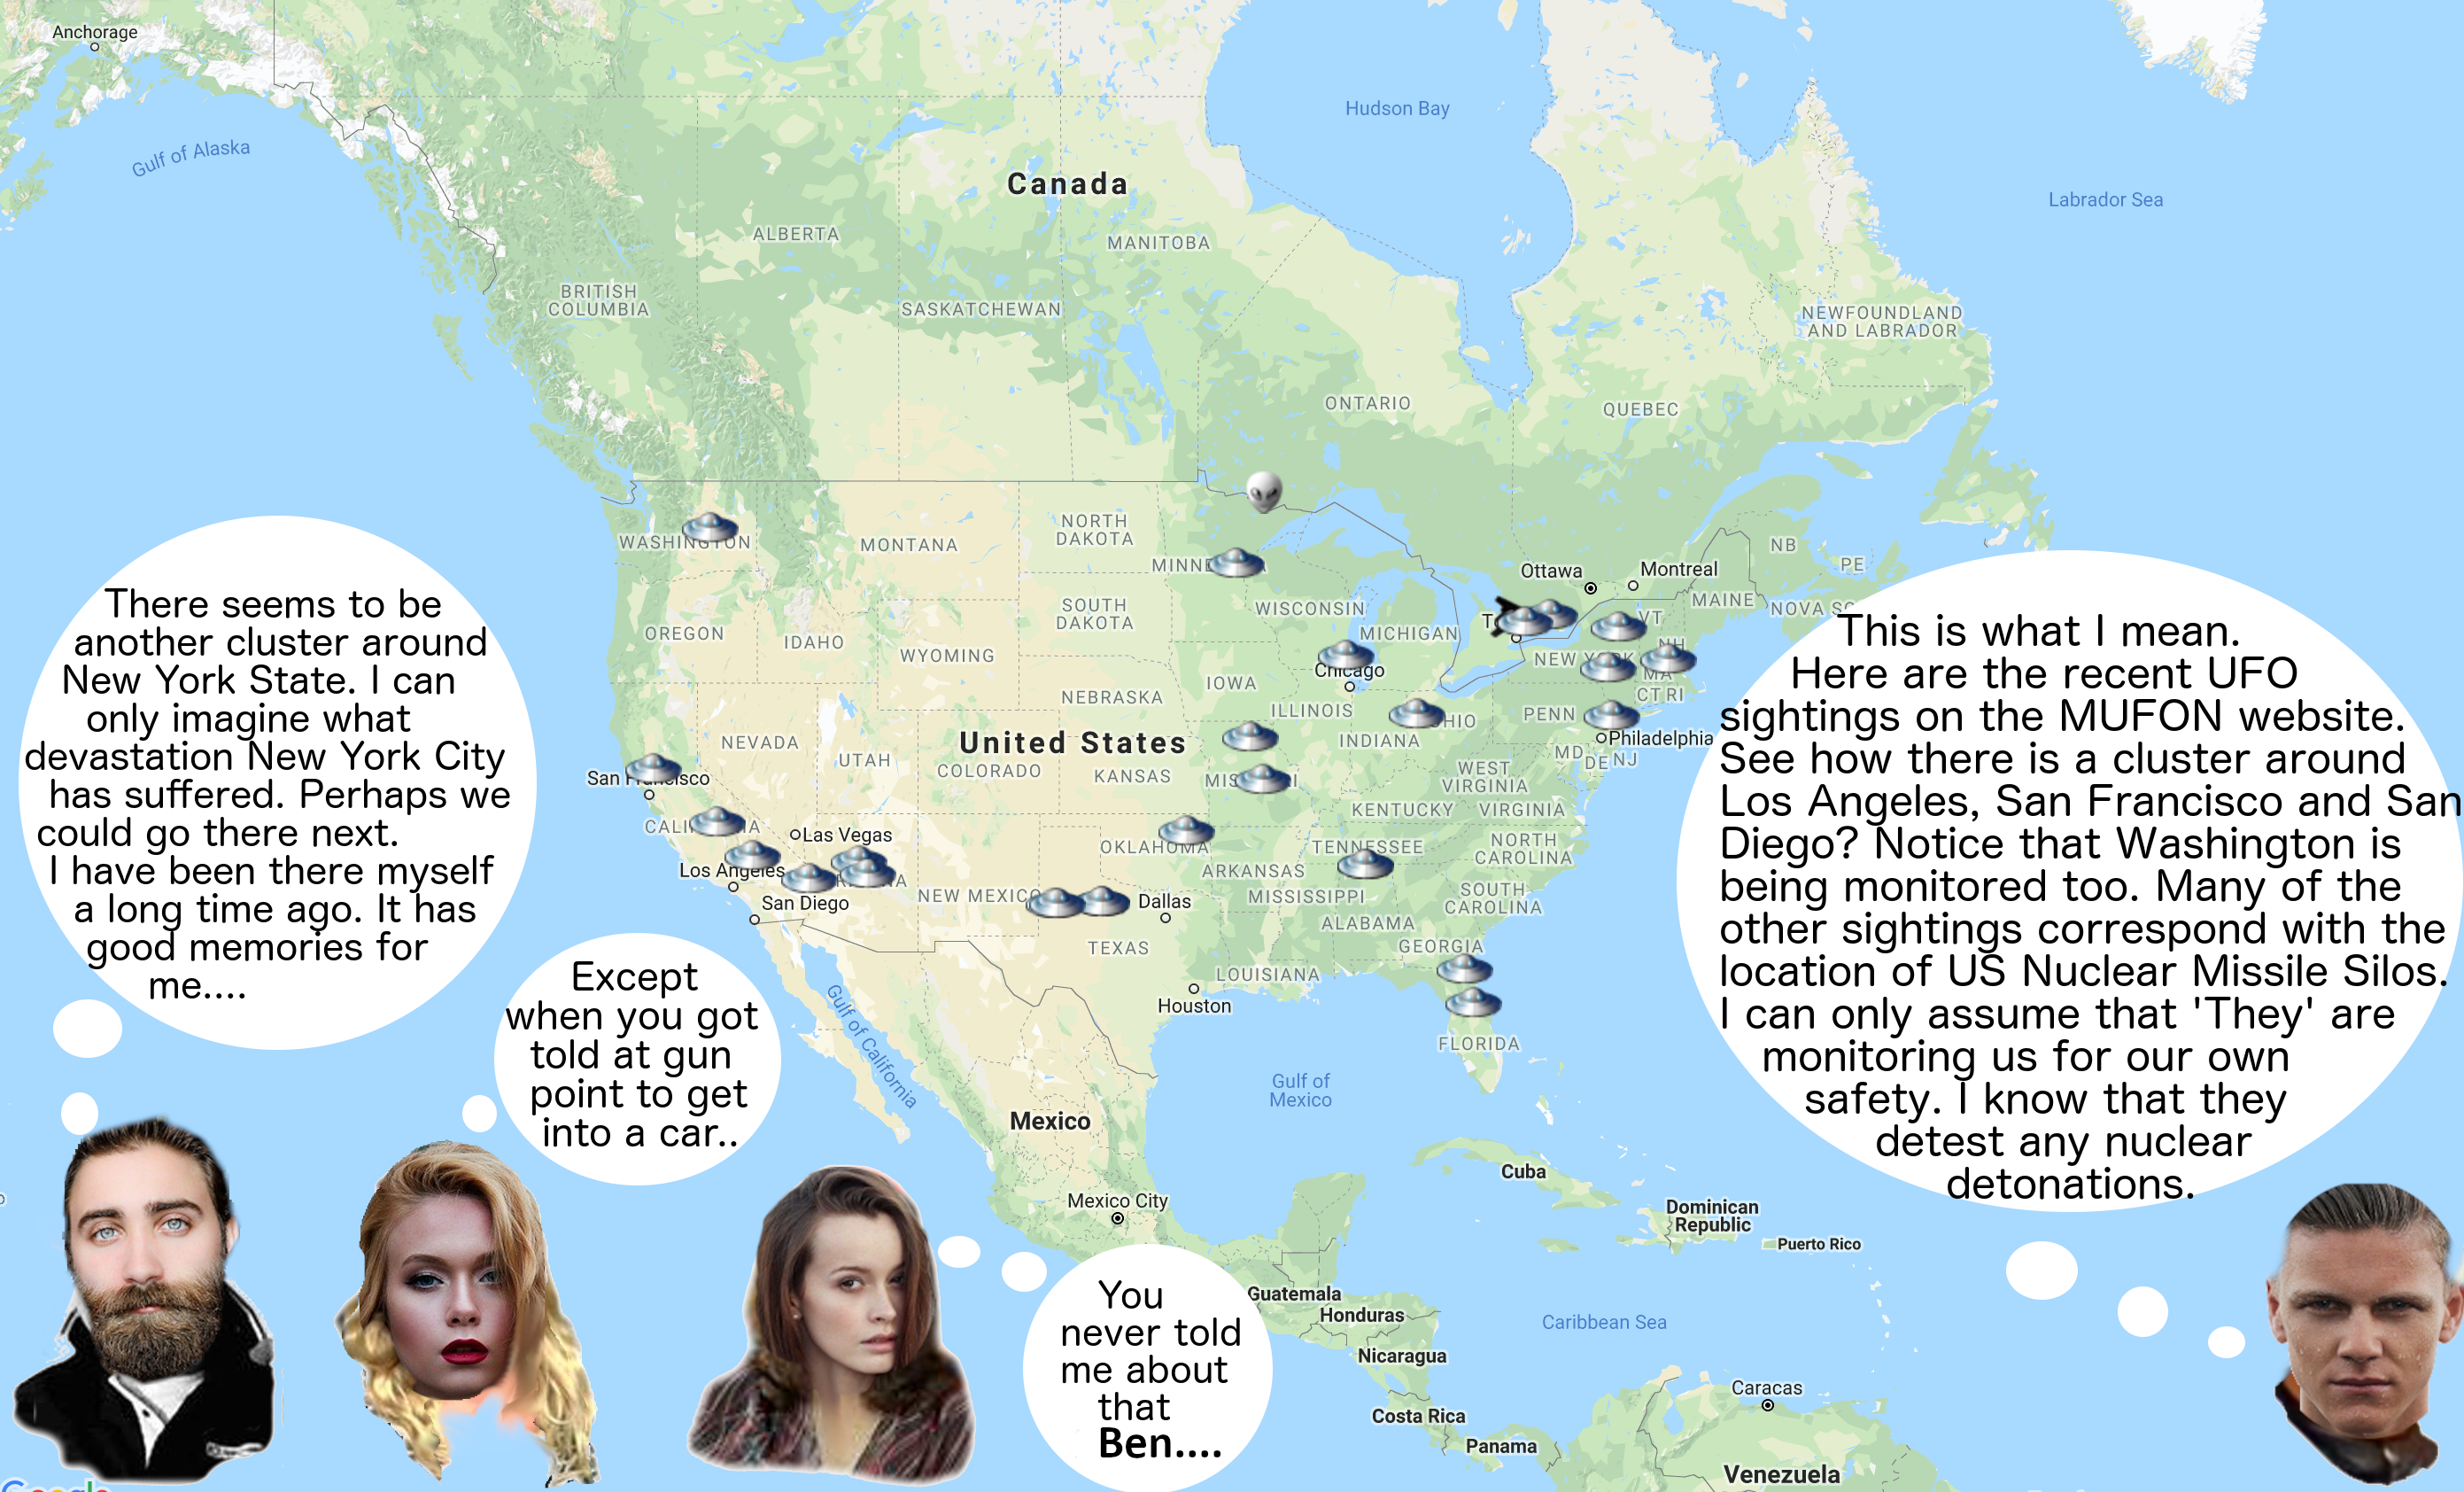 Anchorage
Gulf of Alaska
Hudson Bay
Labrador Sea
Canada
ALBERTA
MANITOBA
BRITISH
COLUMBIA
SASKATCHEWAN
NEWFOUNDLAND
AND LABRADOR
ONTARIO
QUEBEC
NORTH
DAKOTA
WASHINGTON
MONTANA
NB
PE
Ottawa
Montreal
MAINE
NOVA SC
VT
NH
SOUTH
DAKOTA
WISCONSIN
MICHIGAN
OREGON
IDAHO
WYOMING
NEW YORK
MA
CT RI
Chicago
IOWA
NEBRASKA
ILLINOIS
PENN
INDIANA
Philadelphia
MD
DE
NJ
NEVADA
UTAH
United States
COLORADO
KANSAS
WEST
VIRGINIA
San Francisco
KENTUCKY
VIRGINIA
Las Vegas
OKLAHOMA
TENNESSEE
NORTH
CAROLINA
Los Angeles
ARKANSAS
San Diego
NEW MEXICO
Dallas
MISSISSIPPI
SOUTH
CAROLINA
ALABAMA
TEXAS
GEORGIA
LOUISIANA
Houston
FLORIDA
Gulf of California
Gulf of
Mexico
Mexico
Cuba
Mexico City
Dominican
Republic
Puerto Rico
Guatemala
Honduras
Caribbean Sea
Nicaragua
Caracas
Costa Rica
Panama
Venezuela
This is what I mean.
Here are the recent UFO
sightings on the MUFON website.
See how there is a cluster around
Los Angeles, San Francisco and San
Diego? Notice that Washington is
being monitored too. Many of the
other sightings correspond with the
location of US Nuclear Missile Silos.
I can only assume that 'They' are
monitoring us for our own
safety. I know that they
detest any nuclear
detonations.
There seems to be
another cluster around
New York State. I can
only imagine what
devastation New York City
has suffered. Perhaps we
could go there next.
I have been there myself
a long time ago. It has
good memories for
me....
Except
when you got
told at gun
point to get
into a car..
You
never told
me about
that
Ben....
Google